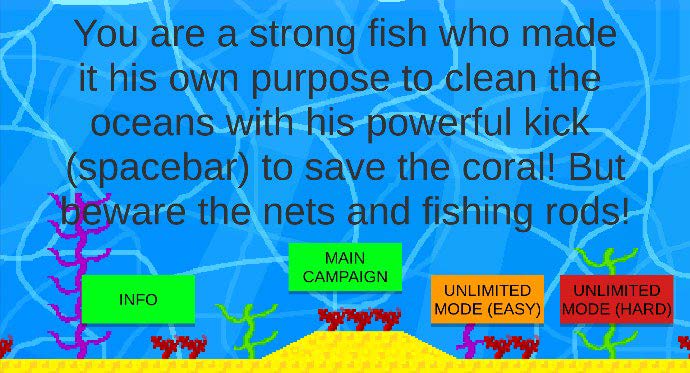 You are a strong fish who made
it his own purpose to clean the
oceans with his powerful kick
(spacebar) to save the coral! But
beware the nets and fishing rods!
MAIN
CAMPAIGN
INFO
UNLIMITED
MODE (EASY)
UNLIMITED
MODE (HARD)